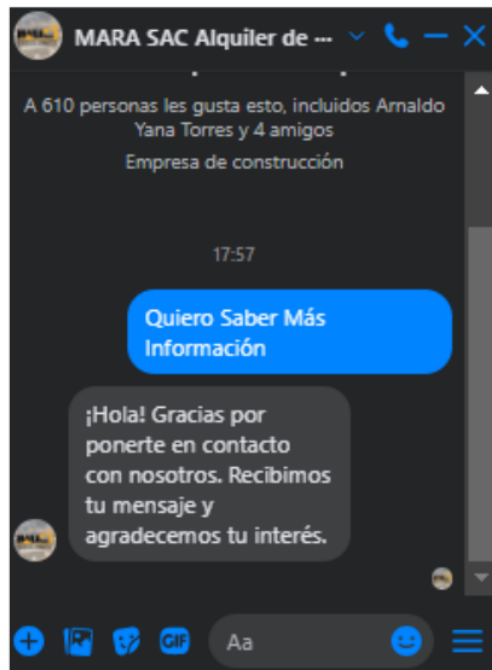 MARA SAC Alquiler de ...
A 610 personas les gusta esto, incluidos Arnaldo
Yana Torres y 4 amigos
Empresa de construcción
17:57
Quiero Saber Más
Información
¡Hola! Gracias por
ponerte en contacto
con nosotros. Recibimos
tu mensaje y
agradecemos tu interés.
GIF
Aa